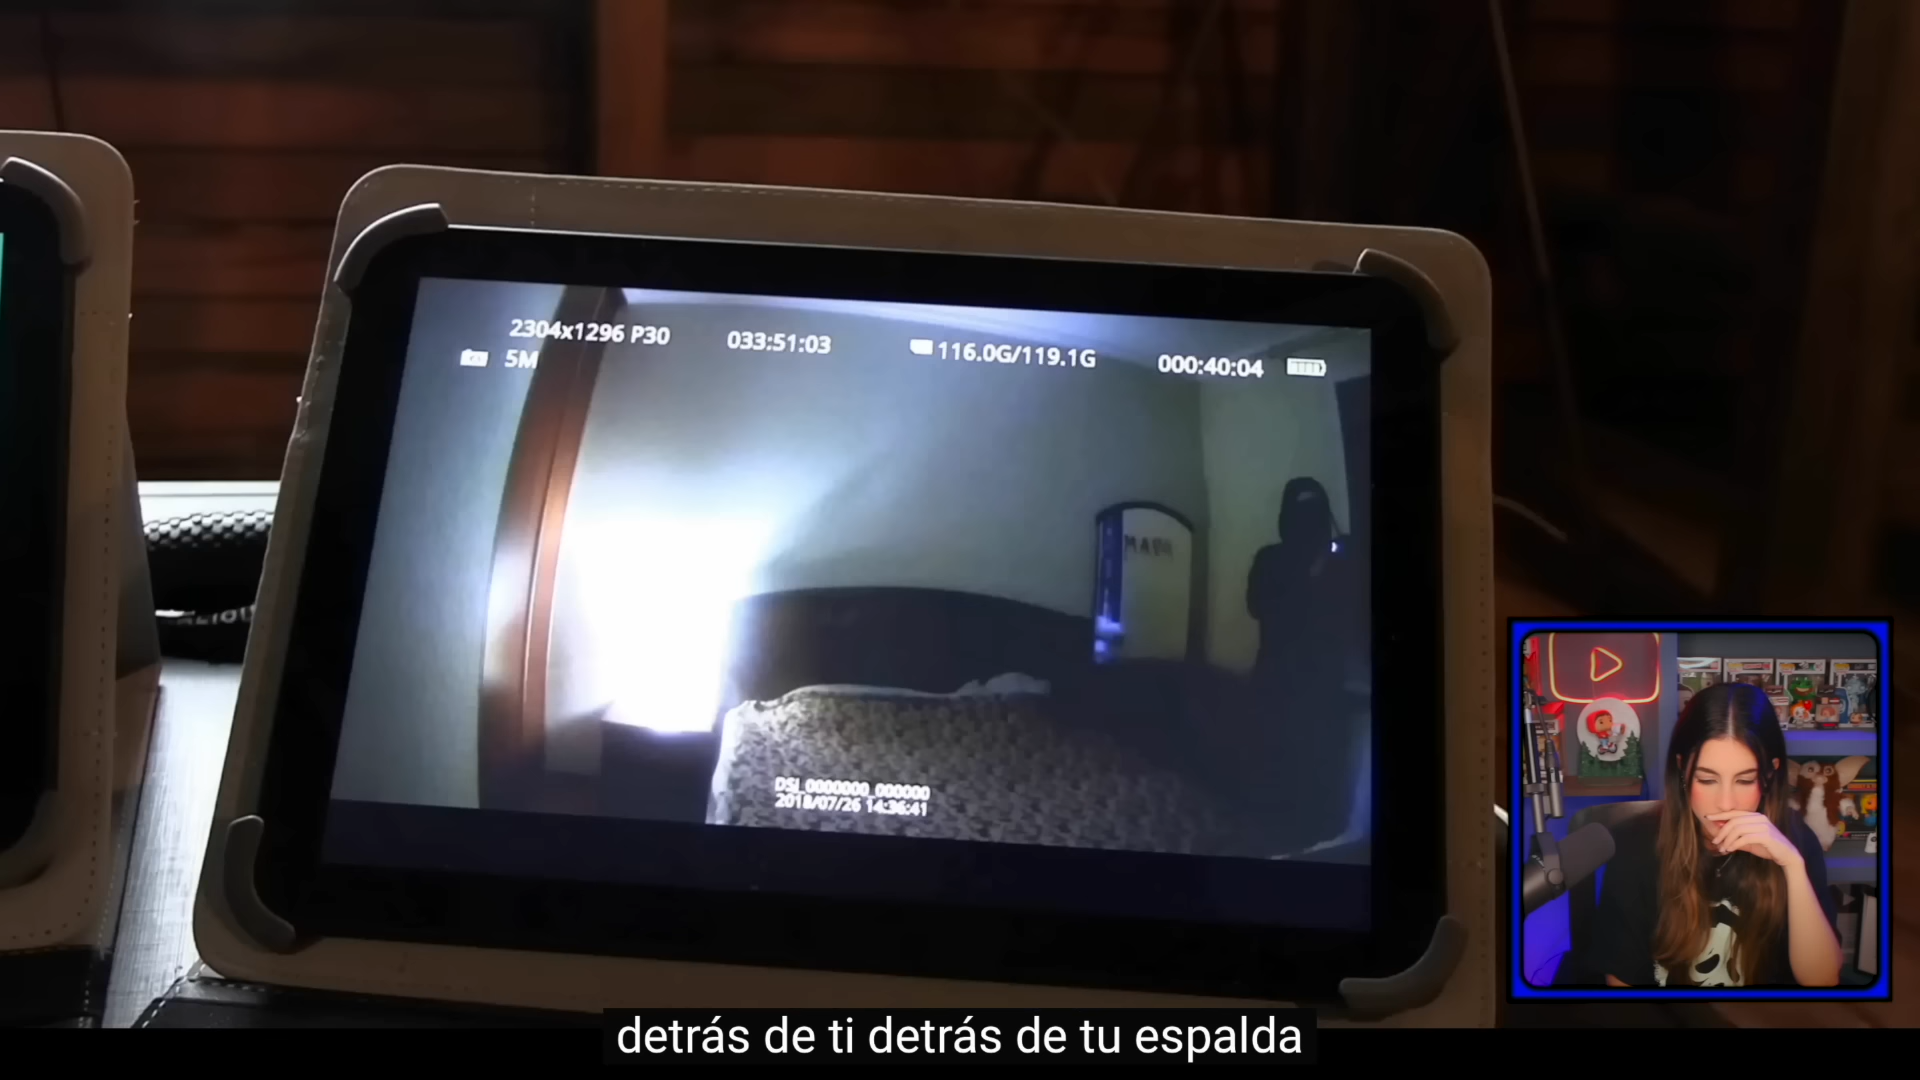 2304x1296 P30
033:51:03
116.0G/119.1G
000:40:04
5M
DSJ_0000000_000000
2018/07/26 14:36:41
detrás de ti detrás de tu espalda